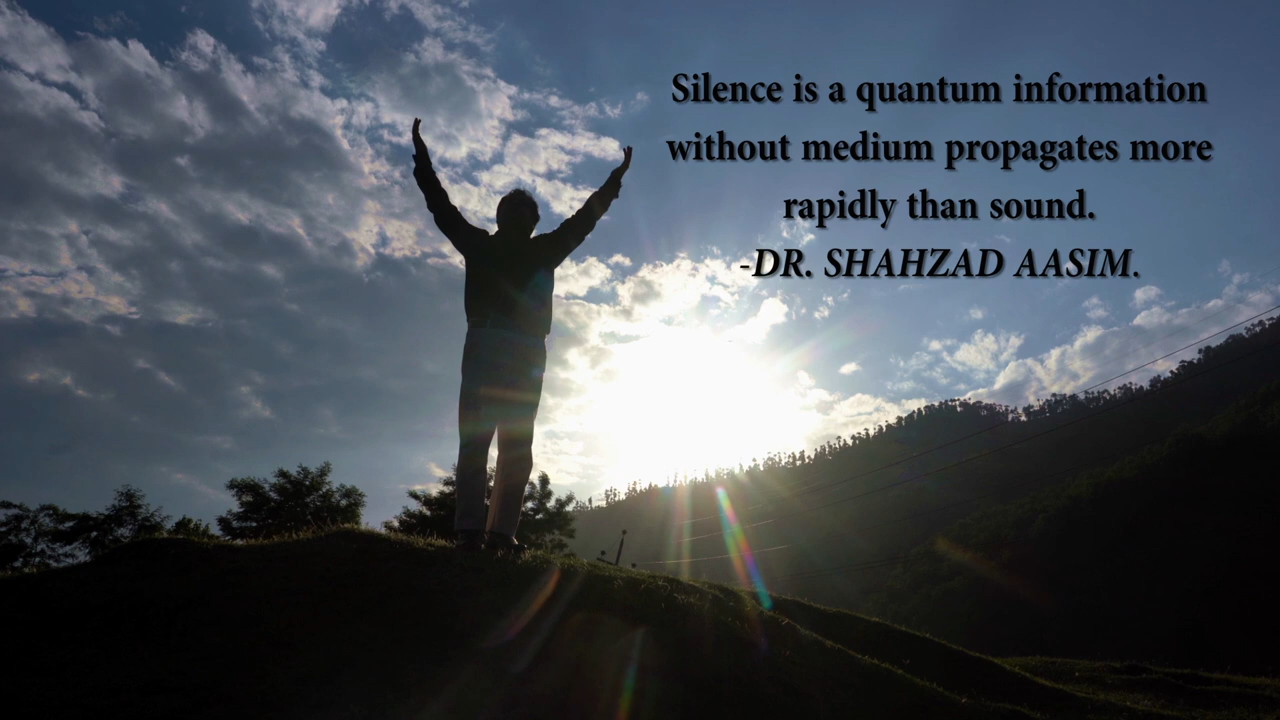 Silence is a quantum information
without medium propagates more
rapidly than sound.
-DR. SHAHZAD AASIM.